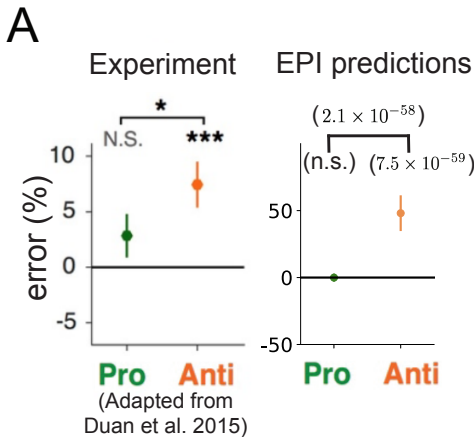 A
Experiment
*
N.S.
***
error (%)
10
5
0
-5
Pro
Anti
(Adapted from
Duan et al. 2015)
EPI predictions
(2.1 × 10⁻⁵⁸)
(n.s.)
(7.5 × 10⁻⁵⁹)
50
0
-50
Pro
Anti